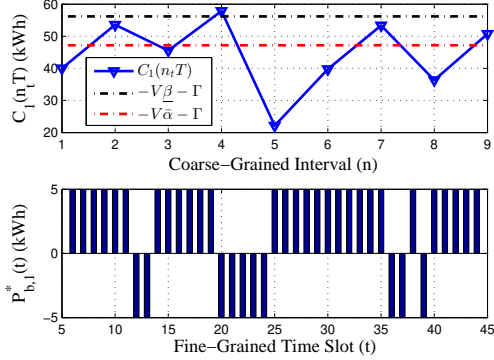 60
50
40
30
20
C₁(nₜT) (kWh)
C₁(nₜT)
−Vβ − Γ
−Vᾱ − Γ
1 2 3 4 5 6 7 8 9
Coarse−Grained Interval (n)
5
0
−5
P*b,1(t) (kWh)
5 10 15 20 25 30 35 40 45
Fine−Grained Time Slot (t)